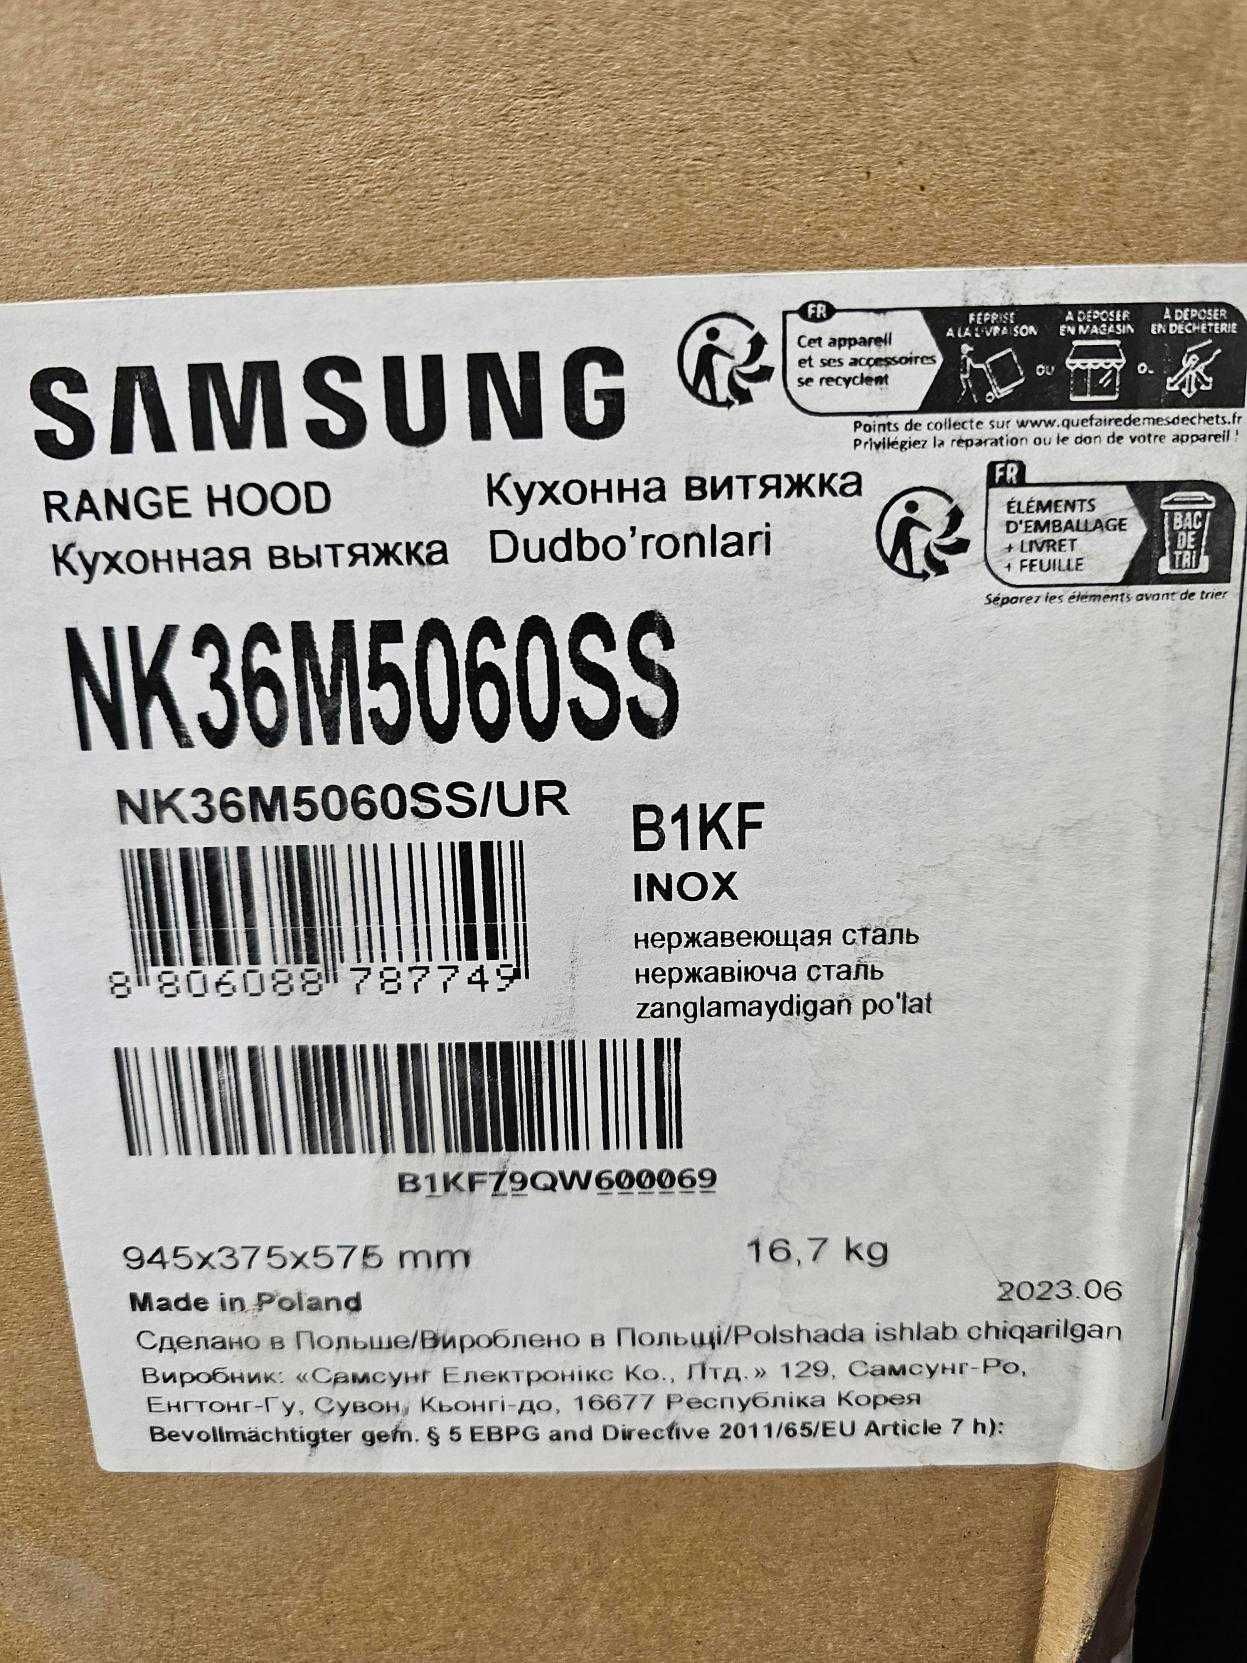 SAMSUNG
RANGE HOOD
Кухонна витяжка
Кухонная вытяжка
Dudbo'ronlari
FR
Cet appareil
et ses accessoires
se recyclent
REPRISE
À LA LIVRAISON
OU
À DÉPOSER
EN MAGASIN
À DÉPOSER
EN DÉCHÈTERIE
Points de collecte sur www.quefairedemesdechets.fr
Privilégiez la réparation ou le don de votre appareil !
FR
ÉLÉMENTS
D'EMBALLAGE
+ LIVRET
+ FEUILLE
BAC
DE
TRI
Séparez les éléments avant de trier
NK36M5060SS
NK36M5060SS/UR
8 806088 787749
B1KF
INOX
нержавеющая сталь
нержавіюча сталь
zanglamaydigan po'lat
B1KF79QW600069
945x375x575 mm
16,7 kg
2023.06
Made in Poland
Сделано в Польше/Вироблено в Польщі/Polshada ishlab chiqarilgan
Виробник: «Самсунг Електронікс Ко., Лтд.» 129, Самсунг-Ро,
Енгтонг-Гу, Сувон, Кьонгі-до, 16677 Республіка Корея
Bevollmächtigter gem. § 5 EBPG and Directive 2011/65/EU Article 7 h):